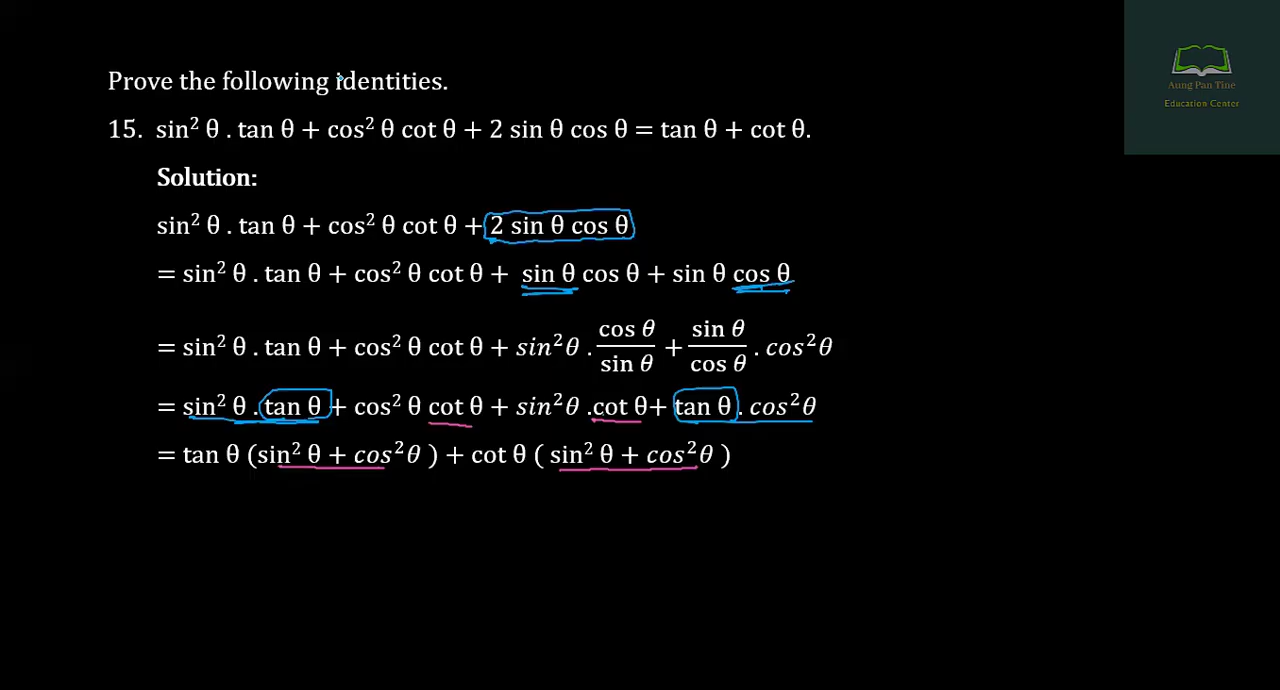 Aung Pan Tine
Education Center
Prove the following identities.
15. sin² θ . tan θ + cos² θ cot θ + 2 sin θ cos θ = tan θ + cot θ.
Solution:
sin² θ . tan θ + cos² θ cot θ + 2 sin θ cos θ
= sin² θ . tan θ + cos² θ cot θ + sin θ cos θ + sin θ cos θ
= sin² θ . tan θ + cos² θ cot θ + sin²θ . cos θ / sin θ + sin θ / cos θ . cos²θ
= sin² θ . tan θ + cos² θ cot θ + sin²θ .cot θ+ tan θ . cos²θ
= tan θ (sin² θ + cos²θ ) + cot θ ( sin² θ + cos²θ )